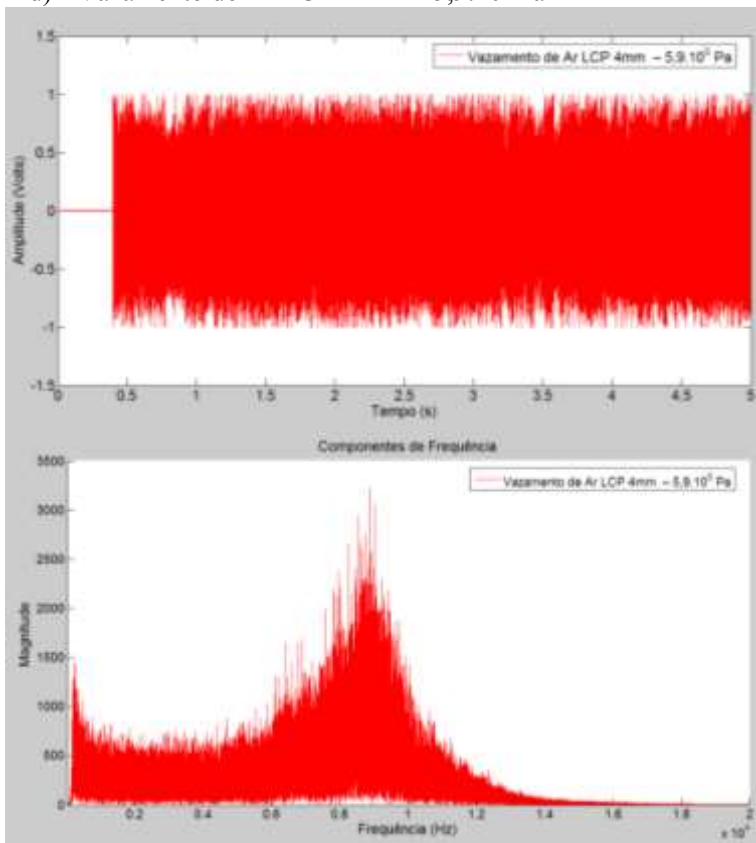 Vazamento de Ar LCP 4mm – 5,9.10⁵ Pa
1.5
1
0.5
0
-0.5
-1
-1.5
Amplitude (Volts)
0 0.5 1 1.5 2 2.5 3 3.5 4 4.5 5
Tempo (s)
Componentes de Frequência
Vazamento de Ar LCP 4mm – 5,9.10⁵ Pa
3500
3000
2500
2000
1500
1000
500
0
Magnitude
0.2 0.4 0.6 0.8 1 1.2 1.4 1.6 1.8 2
Frequência (Hz)